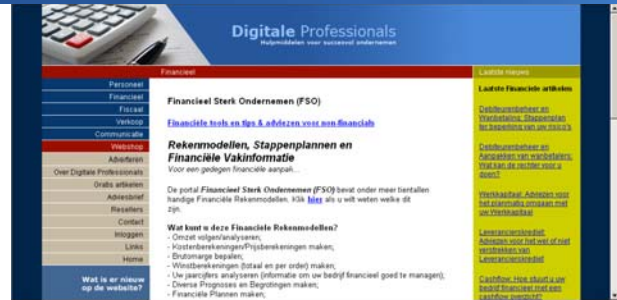 Digitale Professionals
Hulpmiddelen voor succesvol ondernemen
Financieel
Laatste nieuws
Personeel
Financieel
Fiscaal
Verkoop
Communicatie
Webshop
Adverteren
Over Digitale Professionals
Gratis artikelen
Adviesbrief
Resellers
Contact
Inloggen
Links
Home
Wat is er nieuw
op de website?
Financieel Sterk Ondernemen (FSO)
Financiële tools en tips & adviezen voor non-financials
Rekenmodellen, Stappenplannen en
Financiële Vakinformatie
Voor een gedegen financiële aanpak...
De portal Financieel Sterk Ondernemen (FSO) bevat onder meer tientallen
handige Financiële Rekenmodellen. Klik hier als u wilt weten welke dit
zijn.
Wat kunt u deze Financiële Rekenmodellen?
- Omzet volgen/analyseren;
- Kostenberekeningen/Prijsberekeningen maken;
- Brutomarge bepalen;
- Winstberekeningen (totaal en per order) maken;
- Uw jaarcijfers analyseren (informatie om uw bedrijf financieel goed te managen);
- Diverse Prognoses en Begrotingen maken;
- Financiële Plannen maken;
Laatste Financiële artikelen
Debiteurenbeheer en
Wanbetaling: Stappenplan
ter beperking van uw risico's
Debiteurenbeheer en
Aanpakken van wanbetalers:
Wat kan de rechter voor u
doen?
Werkkapitaal: Adviezen voor
het planmatig omgaan met
uw Werkkapitaal
Leverancierskrediet:
Adviezen voor het wel of niet
verstrekken van
Leverancierskrediet
Cashflow: Hoe stuurt u uw
bedrijf financieel met een
cashflow overzicht?